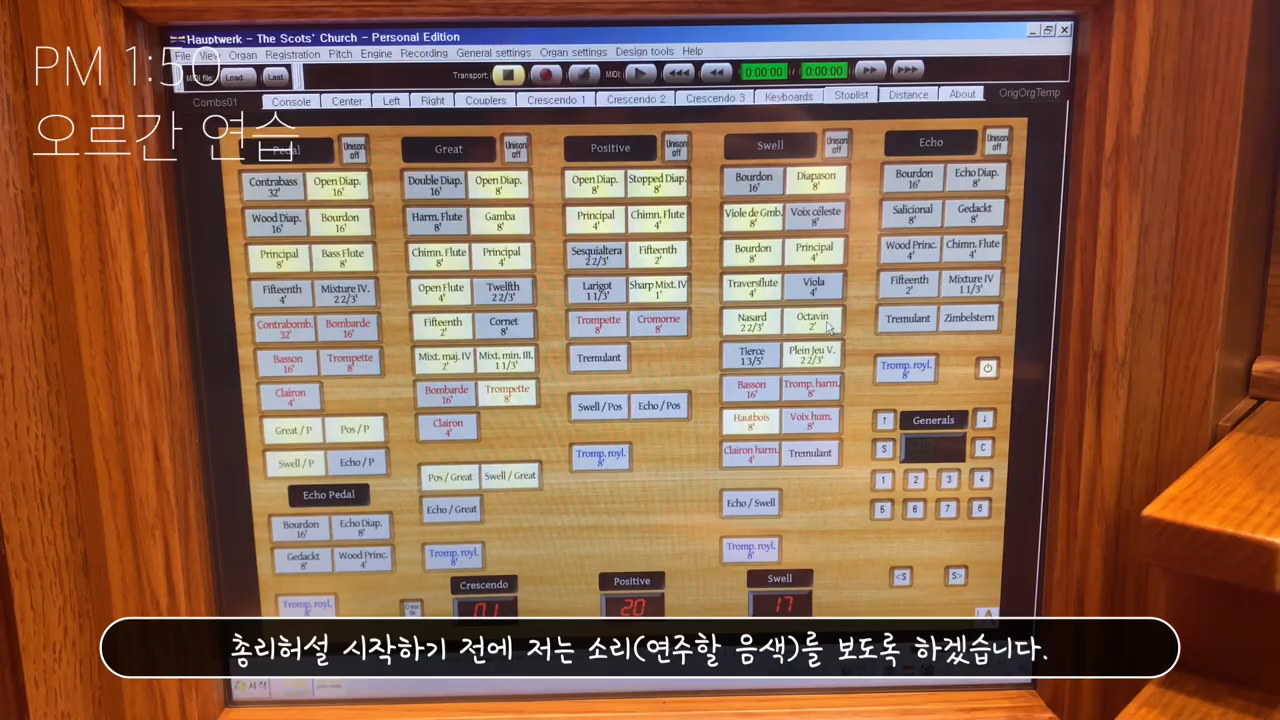 Hauptwerk - The Scots' Church - Personal Edition
File View Organ Registration Pitch Engine Recording General settings Organ settings Design tools Help
PM 1:50
MIDI file: Load... Last Transport: MIDI: 0:00:00 / 0:00:00
Combs01 Console Center Left Right Couplers Crescendo 1 Crescendo 2 Crescendo 3 Keyboards Stoplist Distance About OrigOrgTemp
오르간 연습
Pedal Unison off Great Unison off Positive Unison off Swell Unison off Echo Unison off
Contrabass 32' Open Diap. 16' Double Diap. 16' Open Diap. 8' Open Diap. 8' Stopped Diap. 8' Bourdon 16' Diapason 8' Bourdon 16' Echo Diap. 8'
Wood Diap. 16' Bourdon 16' Harm. Flute 8' Gamba 8' Principal 4' Chimn. Flute 4' Viole de Gmb. 8' Voix céleste 8' Salicional 8' Gedackt 8'
Principal 8' Bass Flute 8' Chimn. Flute 8' Principal 4' Sesquialtera 2 2/3' Fifteenth 2' Bourdon 8' Principal 4' Wood Princ. 4' Chimn. Flute 4'
Fifteenth 4' Mixture IV. 2 2/3' Open Flute 4' Twelfth 2 2/3' Larigot 1 1/3' Sharp Mixt. IV 1' Traversflute 4' Viola 4' Fifteenth 2' Mixture IV 1 1/3'
Contrabomb. 32' Bombarde 16' Fifteenth 2' Cornet 8' Trompette 8' Cromorne 8' Nasard 2 2/3' Octavin 2' Tremulant Zimbelstern
Basson 16' Trompette 8' Mixt. maj. IV 2' Mixt. min. III. 1 1/3' Tremulant Tierce 1 3/5' Plein Jeu V. 2 2/3' Tromp. royl. 8'
Clairon 4' Bombarde 16' Trompette 8' Swell / Pos Echo / Pos Basson 16' Tromp. harm. 8'
Great / P Pos / P Clairon 4' Hautbois 8' Voix hum. 8' ↑ Generals ↓
Swell / P Echo / P Pos / Great Swell / Great Tromp. royl. 8' Clairon harm. 4' Tremulant S C
Echo Pedal Echo / Great Echo / Swell 1 2 3 4
Bourdon 16' Echo Diap. 8' 5 6 7 8
Gedackt 8' Wood Princ. 4' Tromp. royl. 8' Tromp. royl. 8' <S S>
Tromp. royl. 8' Crescendo Positive Swell
01 20 17
총리허설 시작하기 전에 저는 소리(연주할 음색)를 보도록 하겠습니다.
시작